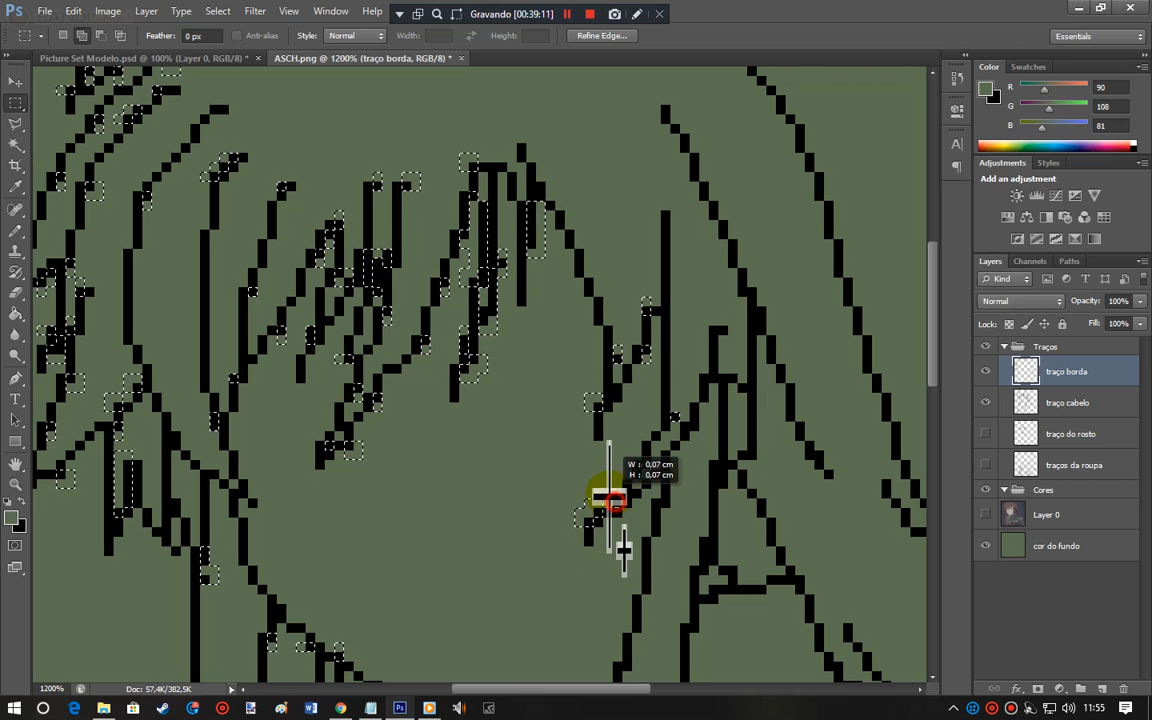 Ps File Edit Image Layer Type Select Filter View Window Help
Gravando [00:39:11]
Feather: 0 px Anti-alias Style: Normal Width: Height: Refine Edge... Essentials
Picture Set Modelo.psd @ 100% (Layer 0, RGB/8) * ×
ASCH.png @ 1200% (traço borda, RGB/8) * ×
Color Swatches
R 90
G 108
B 81
Adjustments Styles
Add an adjustment
Layers Channels Paths
Kind
Normal Opacity: 100%
Lock: Fill: 100%
Traços
traço borda
traço cabelo
traço do rosto
traços da roupa
Cores
Layer 0
cor do fundo
W: 0,07 cm
H: 0,07 cm
1200% Doc: 57,4K/382,5K
11:55